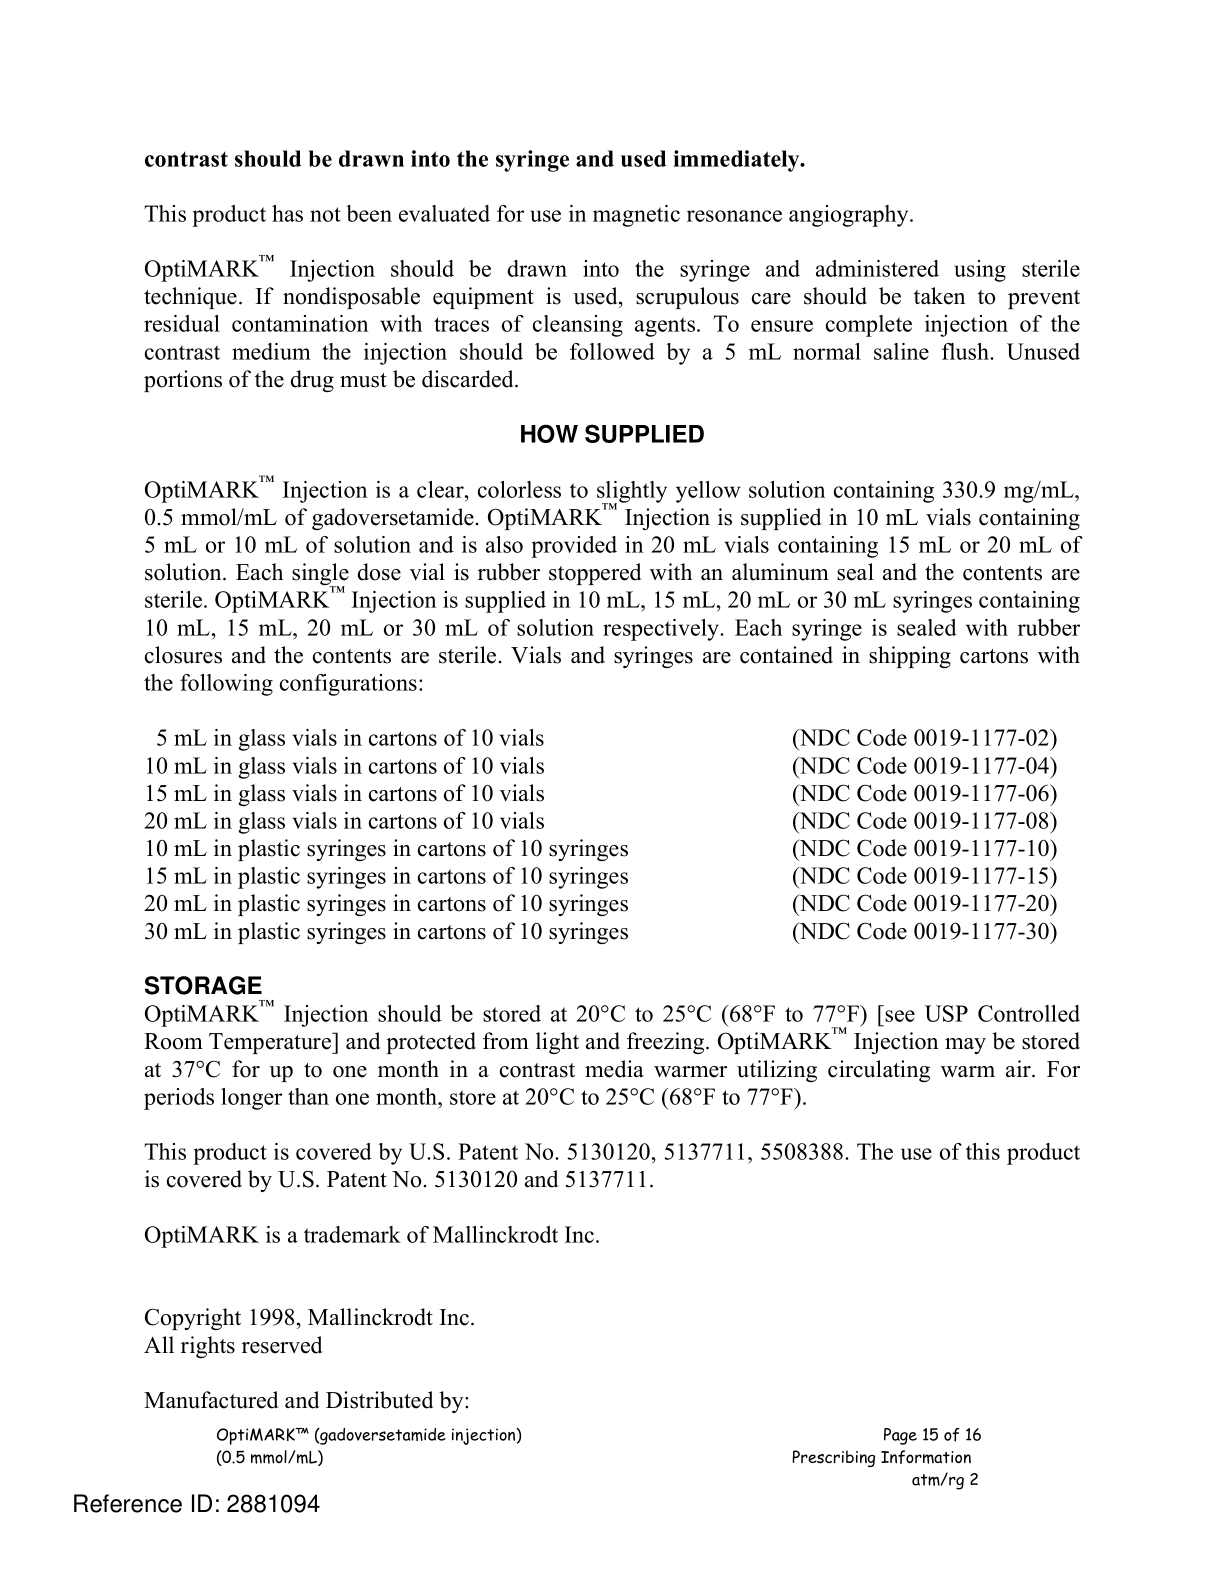 contrast should be drawn into the syringe and used immediately.
This product has not been evaluated for use in magnetic resonance angiography.
OptiMARK™ Injection should be drawn into the syringe and administered using sterile
technique. If nondisposable equipment is used, scrupulous care should be taken to prevent
residual contamination with traces of cleansing agents. To ensure complete injection of the
contrast medium the injection should be followed by a 5 mL normal saline flush. Unused
portions of the drug must be discarded.
HOW SUPPLIED
OptiMARK™ Injection is a clear, colorless to slightly yellow solution containing 330.9 mg/mL,
0.5 mmol/mL of gadoversetamide. OptiMARK™ Injection is supplied in 10 mL vials containing
5 mL or 10 mL of solution and is also provided in 20 mL vials containing 15 mL or 20 mL of
solution. Each single dose vial is rubber stoppered with an aluminum seal and the contents are
sterile. OptiMARK™ Injection is supplied in 10 mL, 15 mL, 20 mL or 30 mL syringes containing
10 mL, 15 mL, 20 mL or 30 mL of solution respectively. Each syringe is sealed with rubber
closures and the contents are sterile. Vials and syringes are contained in shipping cartons with
the following configurations:
5 mL in glass vials in cartons of 10 vials (NDC Code 0019-1177-02)
10 mL in glass vials in cartons of 10 vials (NDC Code 0019-1177-04)
15 mL in glass vials in cartons of 10 vials (NDC Code 0019-1177-06)
20 mL in glass vials in cartons of 10 vials (NDC Code 0019-1177-08)
10 mL in plastic syringes in cartons of 10 syringes (NDC Code 0019-1177-10)
15 mL in plastic syringes in cartons of 10 syringes (NDC Code 0019-1177-15)
20 mL in plastic syringes in cartons of 10 syringes (NDC Code 0019-1177-20)
30 mL in plastic syringes in cartons of 10 syringes (NDC Code 0019-1177-30)
STORAGE
OptiMARK™ Injection should be stored at 20°C to 25°C (68°F to 77°F) [see USP Controlled
Room Temperature] and protected from light and freezing. OptiMARK™ Injection may be stored
at 37°C for up to one month in a contrast media warmer utilizing circulating warm air. For
periods longer than one month, store at 20°C to 25°C (68°F to 77°F).
This product is covered by U.S. Patent No. 5130120, 5137711, 5508388. The use of this product
is covered by U.S. Patent No. 5130120 and 5137711.
OptiMARK is a trademark of Mallinckrodt Inc.
Copyright 1998, Mallinckrodt Inc.
All rights reserved
Manufactured and Distributed by:
OptiMARK™ (gadoversetamide injection) Page 15 of 16
(0.5 mmol/mL) Prescribing Information
atm/rg 2
Reference ID: 2881094